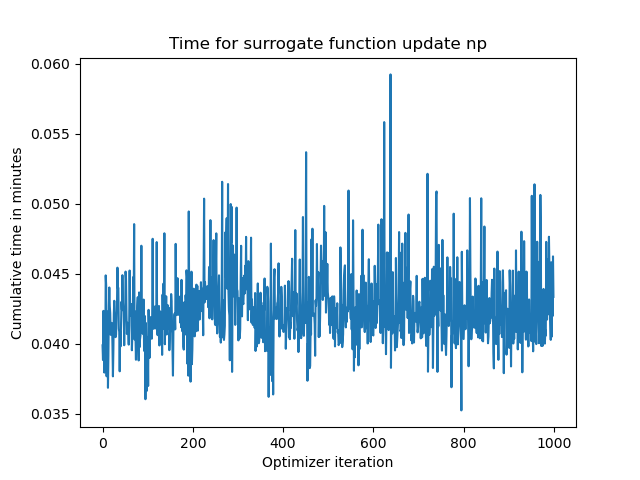 Time for surrogate function update np
0.060
0.055
0.050
0.045
0.040
0.035
Cumulative time in minutes
0 200 400 600 800 1000
Optimizer iteration